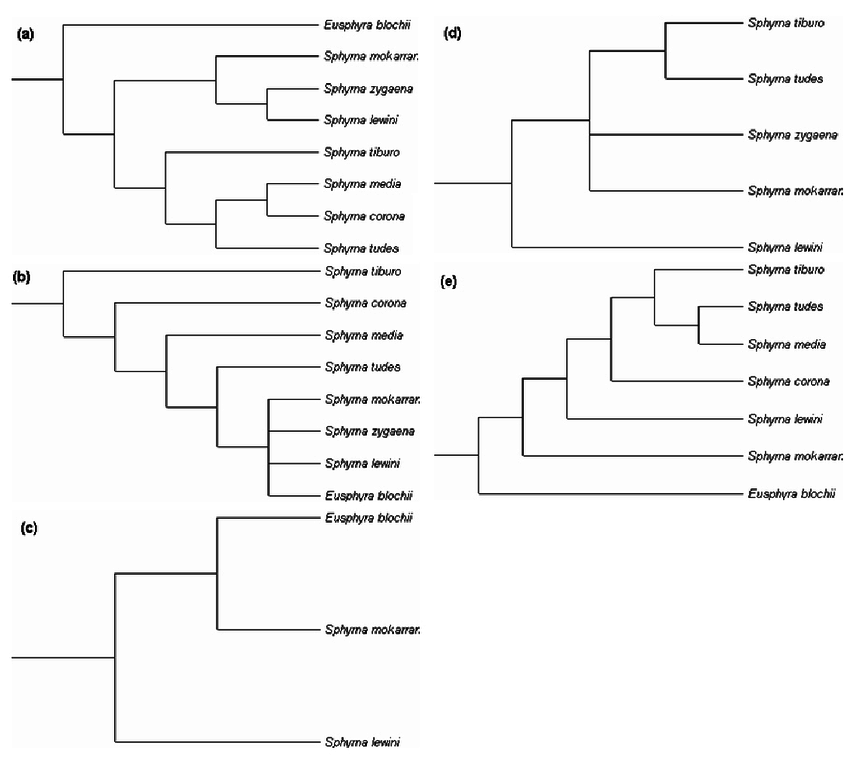 (a)
Eusphyra blochii
Sphyrna mokarran
Sphyrna zygaena
Sphyrna lewini
Sphyrna tiburo
Sphyrna media
Sphyrna corona
Sphyrna tudes
(b)
Sphyrna tiburo
Sphyrna corona
Sphyrna media
Sphyrna tudes
Sphyrna mokarran
Sphyrna zygaena
Sphyrna lewini
Eusphyra blochii
(c)
Eusphyra blochii
Sphyrna mokarran
Sphyrna lewini
(d)
Sphyrna tiburo
Sphyrna tudes
Sphyrna zygaena
Sphyrna mokarran
Sphyrna lewini
(e)
Sphyrna tiburo
Sphyrna tudes
Sphyrna media
Sphyrna corona
Sphyrna lewini
Sphyrna mokarran
Eusphyra blochii